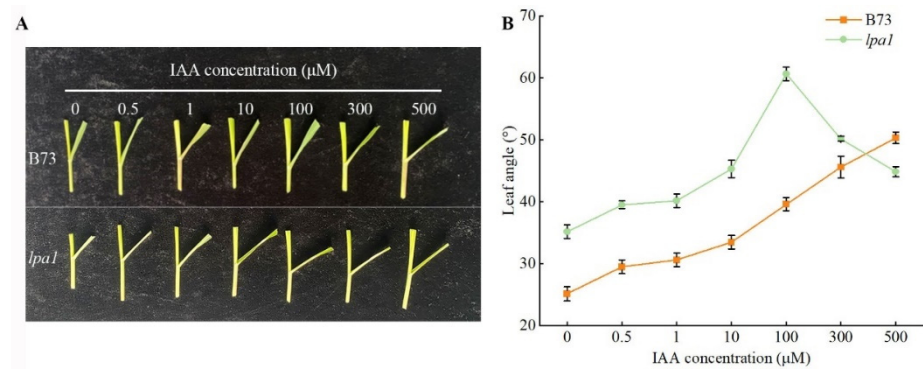 A
IAA concentration (μM)
0 0.5 1 10 100 300 500
B73
lpa1
B
B73
lpa1
70
60
50
40
30
20
Leaf angle (°)
0 0.5 1 10 100 300 500
IAA concentration (μM)